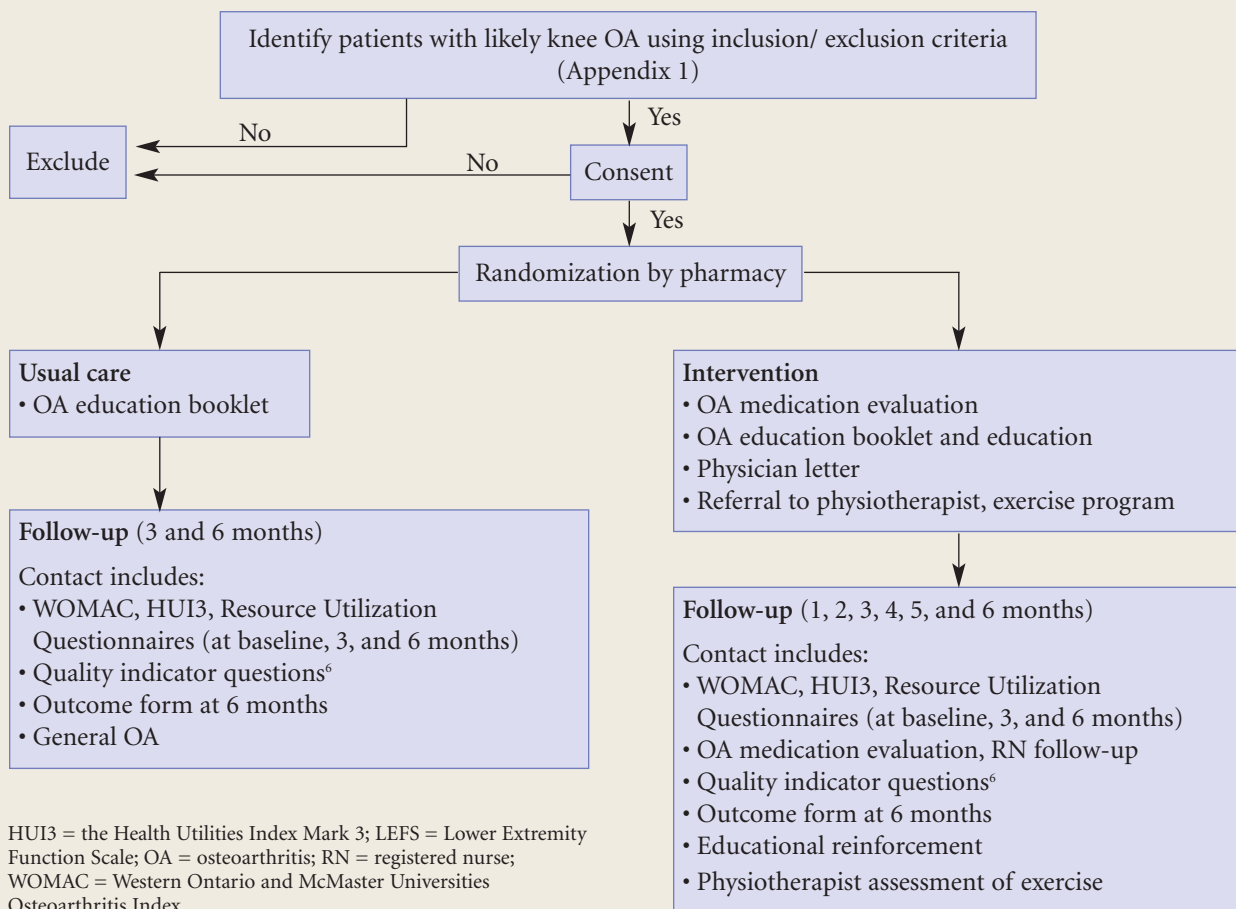 Identify patients with likely knee OA using inclusion/ exclusion criteria
(Appendix 1)
No
Yes
Exclude
No
Consent
Yes
Randomization by pharmacy
Usual care
• OA education booklet
Intervention
• OA medication evaluation
• OA education booklet and education
• Physician letter
• Referral to physiotherapist, exercise program
Follow-up (3 and 6 months)
Contact includes:
• WOMAC, HUI3, Resource Utilization
Questionnaires (at baseline, 3, and 6 months)
• Quality indicator questions⁶
• Outcome form at 6 months
• General OA
Follow-up (1, 2, 3, 4, 5, and 6 months)
Contact includes:
• WOMAC, HUI3, Resource Utilization
Questionnaires (at baseline, 3, and 6 months)
• OA medication evaluation, RN follow-up
• Quality indicator questions⁶
• Outcome form at 6 months
• Educational reinforcement
• Physiotherapist assessment of exercise
HUI3 = the Health Utilities Index Mark 3; LEFS = Lower Extremity
Function Scale; OA = osteoarthritis; RN = registered nurse;
WOMAC = Western Ontario and McMaster Universities
Osteoarthritis Index